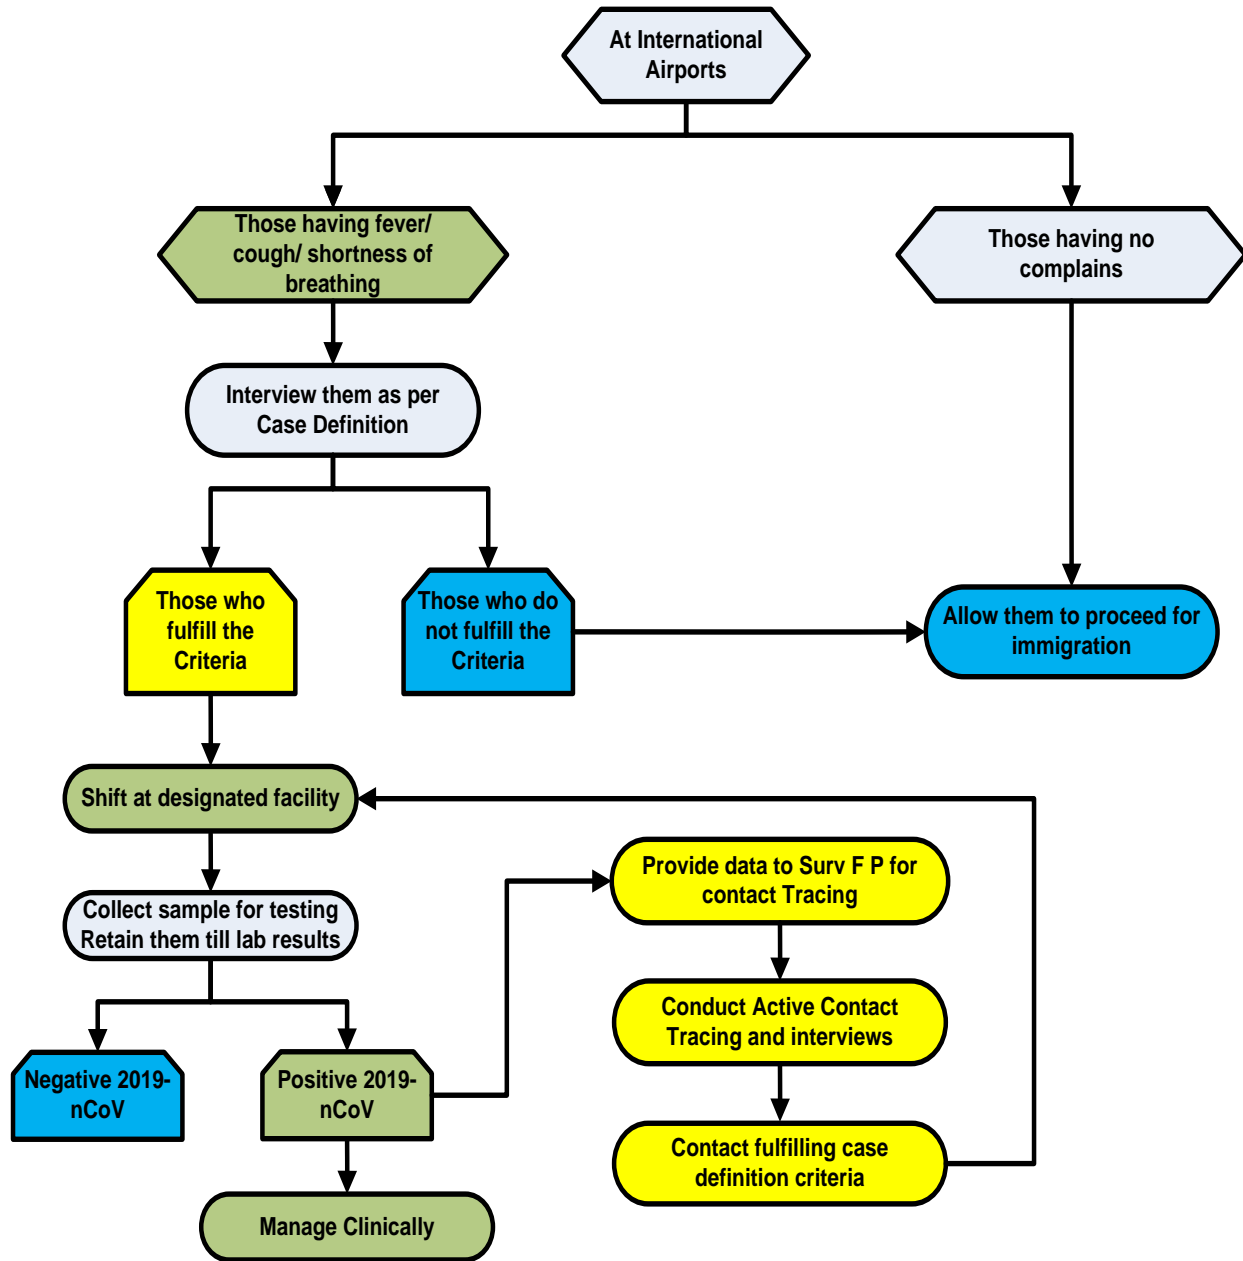 At International
Airports
Those having fever/
cough/ shortness of
breathing
Those having no
complains
Interview them as per
Case Definition
Those who
fulfill the
Criteria
Those who do
not fulfill the
Criteria
Allow them to proceed for
immigration
Shift at designated facility
Collect sample for testing
Retain them till lab results
Provide data to Surv F P for
contact Tracing
Conduct Active Contact
Tracing and interviews
Negative 2019-
nCoV
Positive 2019-
nCoV
Contact fulfilling case
definition criteria
Manage Clinically